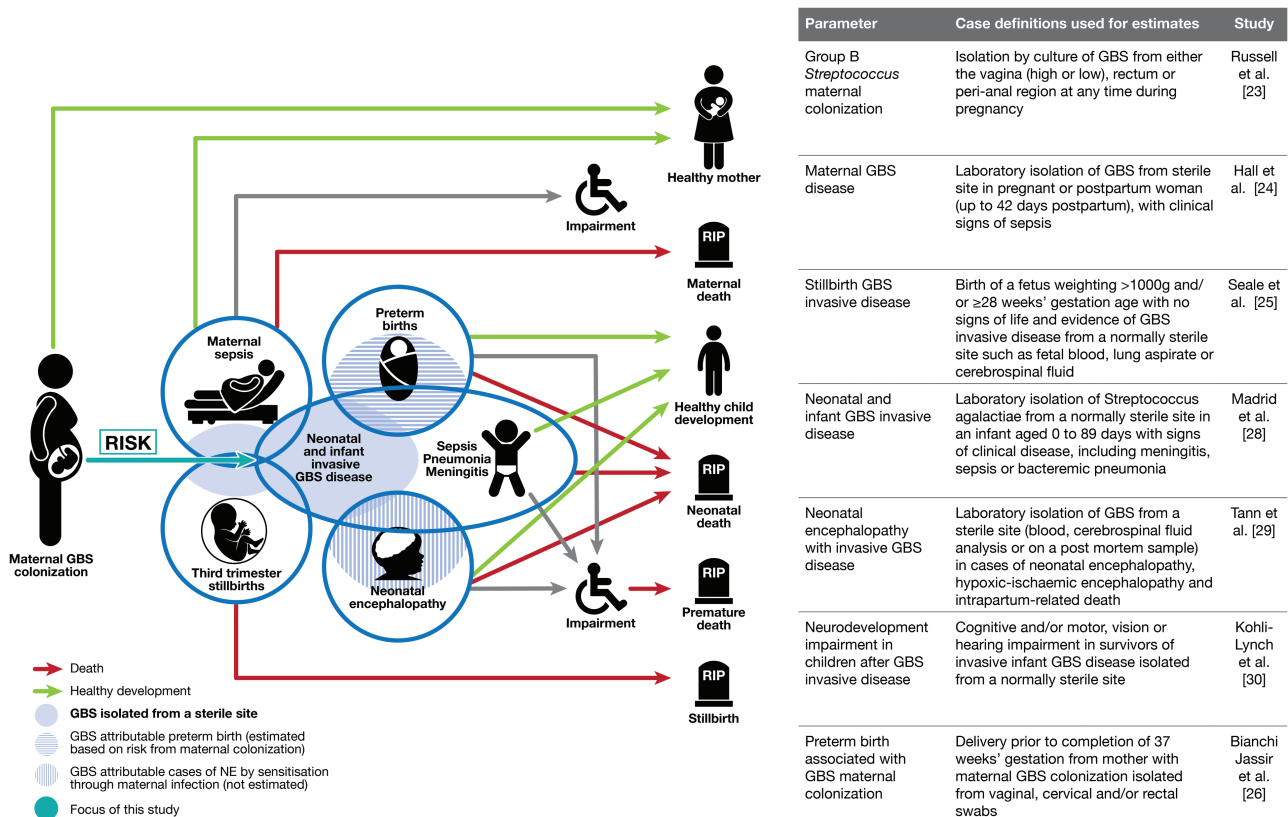 Healthy mother
Impairment
RIP
Maternal
death
Preterm
births
Maternal
sepsis
Healthy child
development
RISK
Neonatal
and infant
invasive
GBS disease
Sepsis
Pneumonia
Meningitis
RIP
Neonatal
death
Maternal GBS
colonization
Third trimester
stillbirths
Neonatal
encephalopathy
Impairment
RIP
Premature
death
RIP
Stillbirth
Death
Healthy development
GBS isolated from a sterile site
GBS attributable preterm birth (estimated
based on risk from maternal colonization)
GBS attributable cases of NE by sensitisation
through maternal infection (not estimated)
Focus of this study
Parameter Case definitions used for estimates Study
Group B Isolation by culture of GBS from either Russell
Streptococcus the vagina (high or low), rectum or et al.
maternal peri-anal region at any time during [23]
colonization pregnancy
Maternal GBS Laboratory isolation of GBS from sterile Hall et
disease site in pregnant or postpartum woman al. [24]
(up to 42 days postpartum), with clinical
signs of sepsis
Stillbirth GBS Birth of a fetus weighting >1000g and/ Seale et
invasive disease or ≥28 weeks’ gestation age with no al. [25]
signs of life and evidence of GBS
invasive disease from a normally sterile
site such as fetal blood, lung aspirate or
cerebrospinal fluid
Neonatal and Laboratory isolation of Streptococcus Madrid
infant GBS invasive agalactiae from a normally sterile site in et al.
disease an infant aged 0 to 89 days with signs [28]
of clinical disease, including meningitis,
sepsis or bacteremic pneumonia
Neonatal Laboratory isolation of GBS from a Tann et
encephalopathy sterile site (blood, cerebrospinal fluid al. [29]
with invasive GBS analysis or on a post mortem sample)
disease in cases of neonatal encephalopathy,
hypoxic-ischaemic encephalopathy and
intrapartum-related death
Neurodevelopment Cognitive and/or motor, vision or Kohli-
impairment in hearing impairment in survivors of Lynch
children after GBS invasive infant GBS disease isolated et al.
invasive disease from a normally sterile site [30]
Preterm birth Delivery prior to completion of 37 Bianchi
associated with weeks’ gestation from mother with Jassir
GBS maternal maternal GBS colonization isolated et al.
colonization from vaginal, cervical and/or rectal [26]
swabs